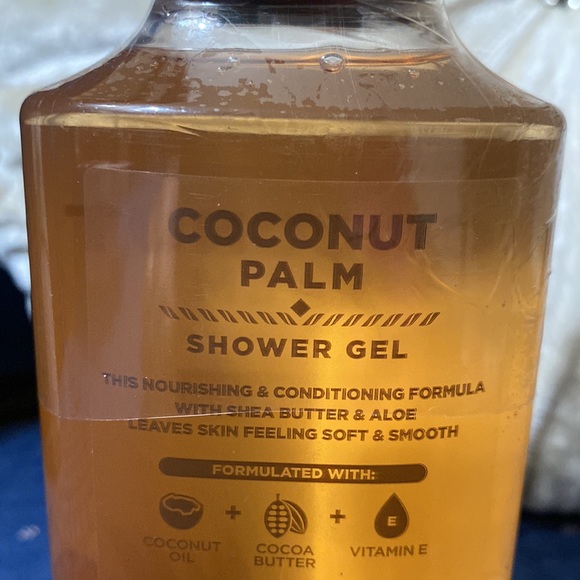 COCONUT
PALM
SHOWER GEL
THIS NOURISHING & CONDITIONING FORMULA
WITH SHEA BUTTER & ALOE
LEAVES SKIN FEELING SOFT & SMOOTH
FORMULATED WITH:
COCONUT OIL
+
COCOA BUTTER
+
E
VITAMIN E